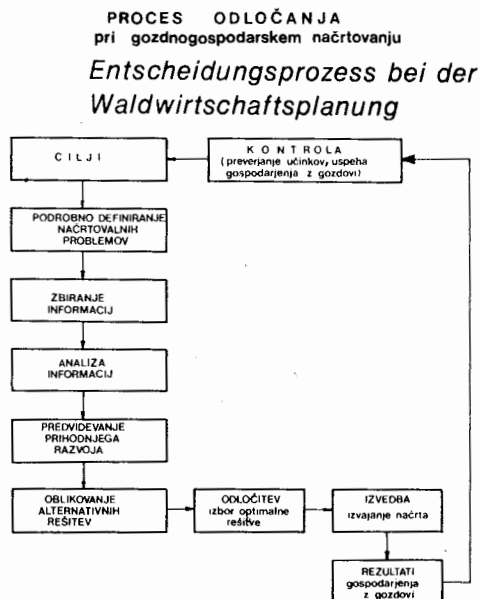 PROCES ODLOČANJA
pri gozdnogospodarskem načrtovanju
Entscheidungsprozess bei der
Waldwirtschaftsplanung
CILJI
KONTROLA
(preverjanje učinkov, uspeha
gospodarjenja z gozdovi)
PODROBNO DEFINIRANJE
NAČRTOVALNIH
PROBLEMOV
ZBIRANJE
INFORMACIJ
ANALIZA
INFORMACIJ
PREDVIDEVANJE
PRIHODNJEGA
RAZVOJA
OBLIKOVANJE
ALTERNATIVNIH
REŠITEV
ODLOČITEV
izbor optimalne
rešitve
IZVEDBA
izvajanje načrta
REZULTATI
gospodarjenja
z gozdovi